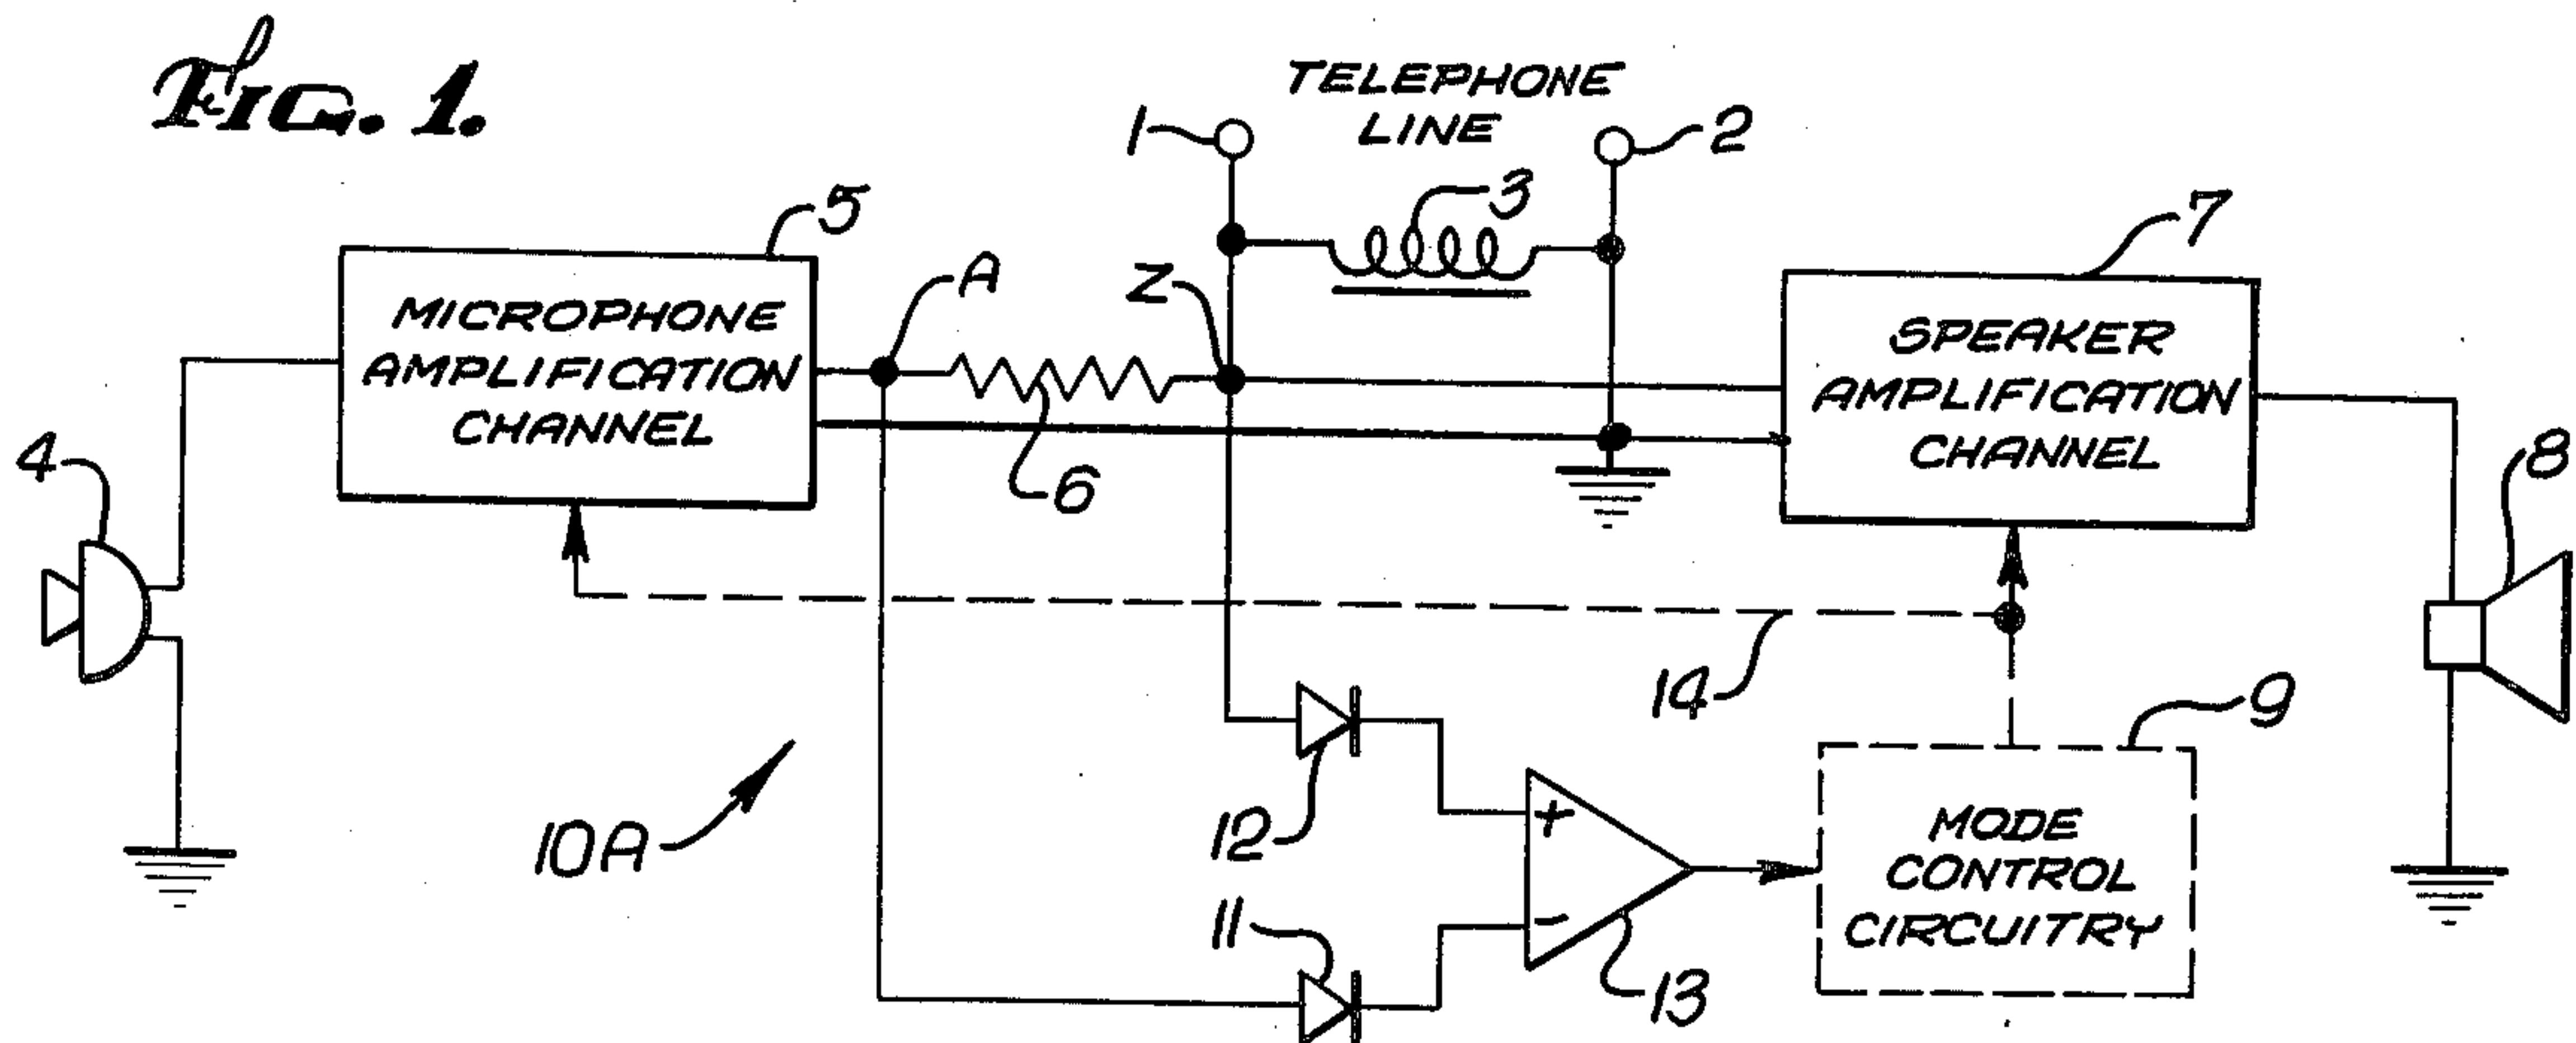 FIG. 1.
TELEPHONE
LINE
1
2
3
5
7
A
Z
MICROPHONE
AMPLIFICATION
CHANNEL
SPEAKER
AMPLIFICATION
CHANNEL
4
6
8
14
9
10A
12
+
-
11
13
MODE
CONTROL
CIRCUITRY